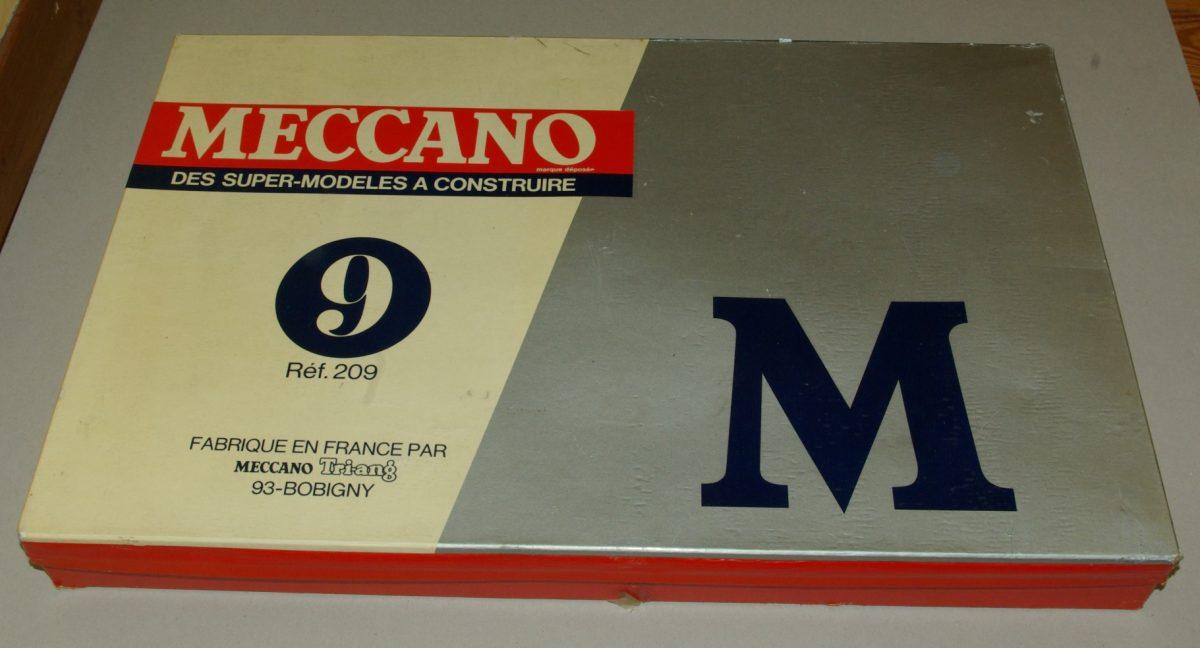 MECCANO
marque déposée
DES SUPER-MODELES A CONSTRUIRE
9
Réf. 209
M
FABRIQUE EN FRANCE PAR
MECCANO Tri-ang
93-BOBIGNY